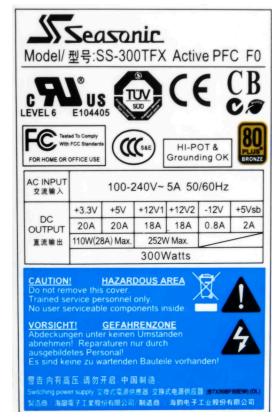 Seasonic
Model/ 型号:SS-300TFX Active PFC F0
c RU US
LEVEL 6 E104405
TÜV
SÜD
CE
CB
FC Tested To Comply
With FCC Standards
FOR HOME OR OFFICE USE
CCC S&E
HI-POT &
Grounding OK
80
PLUS
BRONZE
AC INPUT
交流输入
100-240V~ 5A 50/60Hz
DC
OUTPUT
直流输出
+3.3V +5V +12V1 +12V2 -12V +5Vsb
20A 20A 18A 18A 0.8A 2A
110W(28A) Max. 252W Max.
300Watts
CAUTION! HAZARDOUS AREA
Do not remove this cover.
Trained service personnel only.
No user serviceable components inside.
VORSICHT! GEFAHRENZONE
Abdeckungen unter keinen Umständen
abnehmen! Reparaturen nur durch
ausgebildetes Personal!
Es sind keine zu wartenden Bauteile vorhanden!
警告 内有高压 请勿开启 中国制造
Switching power supply